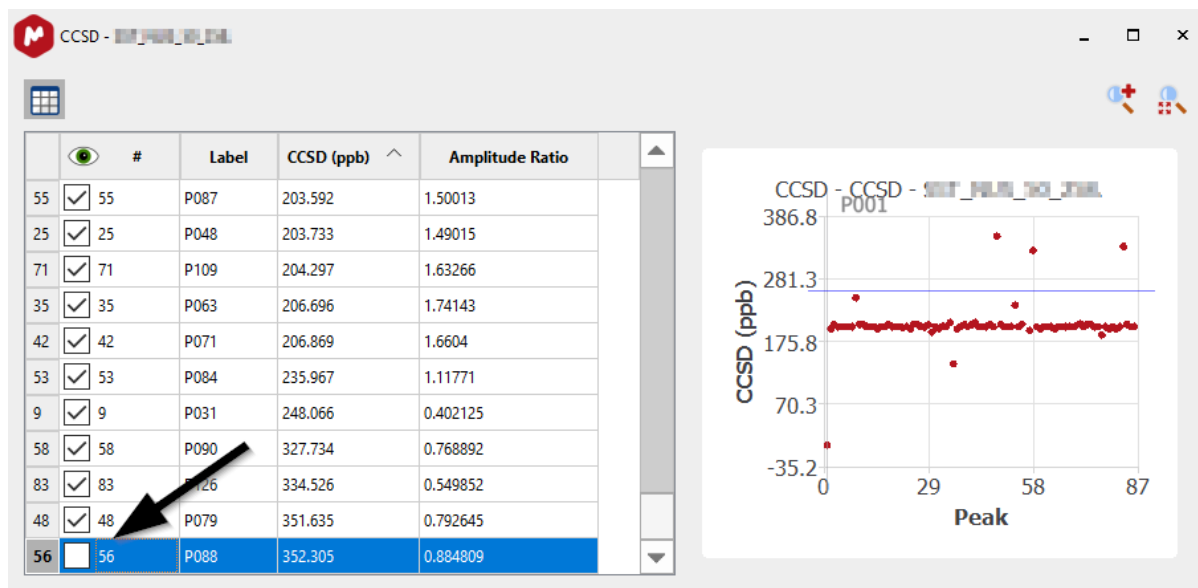 CCSD -
# Label CCSD (ppb) Amplitude Ratio
55 55 P087 203.592 1.50013
25 25 P048 203.733 1.49015
71 71 P109 204.297 1.63266
35 35 P063 206.696 1.74143
42 42 P071 206.869 1.6604
53 53 P084 235.967 1.11771
9 9 P031 248.066 0.402125
58 58 P090 327.734 0.768892
83 83 P126 334.526 0.549852
48 48 P079 351.635 0.792645
56 56 P088 352.305 0.884809
CCSD - CCSD -
P001
386.8
281.3
175.8
70.3
-35.2
CCSD (ppb)
0 29 58 87
Peak